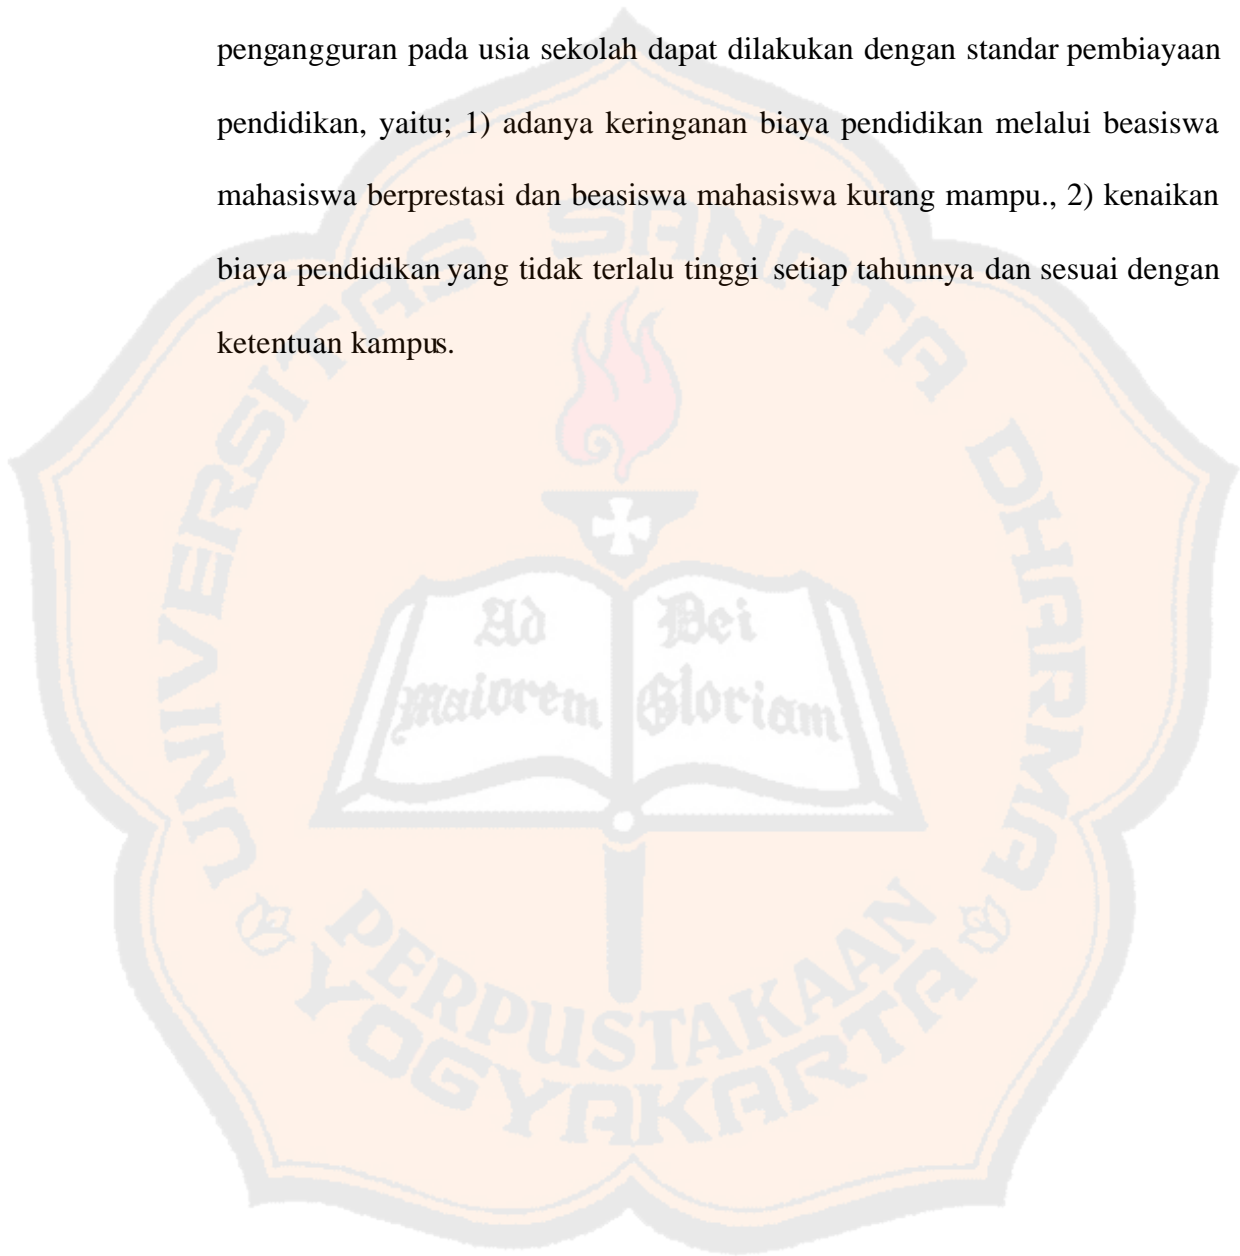 pengangguran pada usia sekolah dapat dilakukan dengan standar pembiayaan
pendidikan, yaitu; 1) adanya keringanan biaya pendidikan melalui beasiswa
mahasiswa berprestasi dan beasiswa mahasiswa kurang mampu., 2) kenaikan
biaya pendidikan yang tidak terlalu tinggi setiap tahunnya dan sesuai dengan
ketentuan kampus.
UNIVERSITAS SANATA DHARMA
Ad Dei
Maiorem Gloriam
PERPUSTAKAAN
YOGYAKARTA